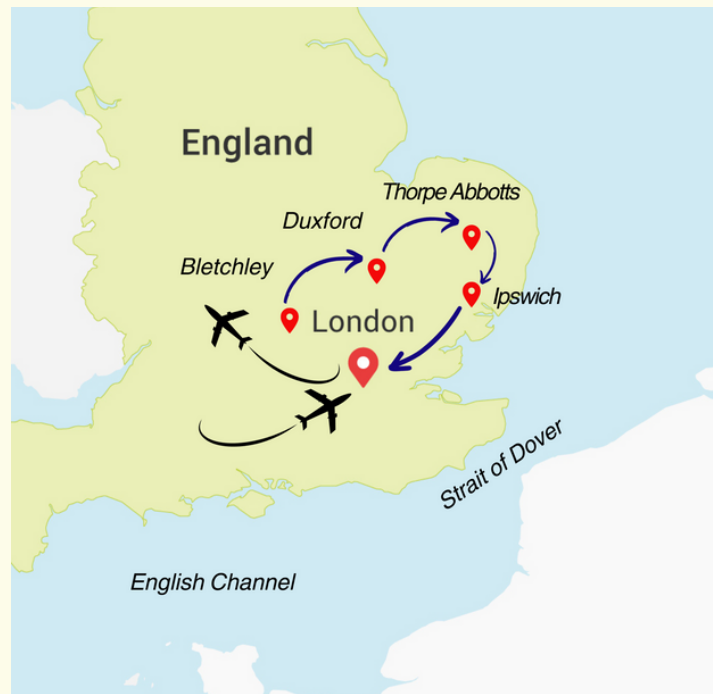 England
Thorpe Abbotts
Duxford
Bletchley
Ipswich
London
Strait of Dover
English Channel